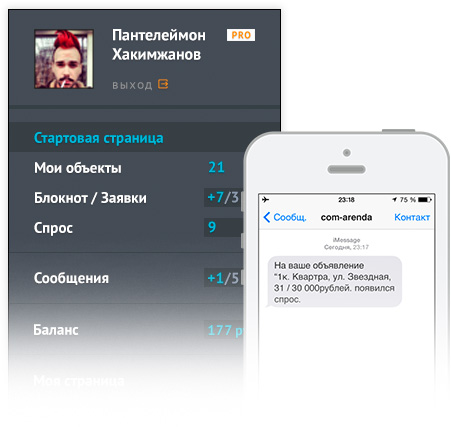 Пантелеймон PRO
Хакимжанов
выход
Стартовая страница
Мои объекты 21
Блокнот / Заявки +7/3
Спрос 9
Сообщения +1/5
Баланс 177 р
Моя страница
23:18 75 %
Сообщ. com-arenda Контакт
iMessage
Сегодня, 23:17
На ваше объявление
"1к. Квартра, ул. Звездная,
31 / 30 000рублей. появился
спрос.